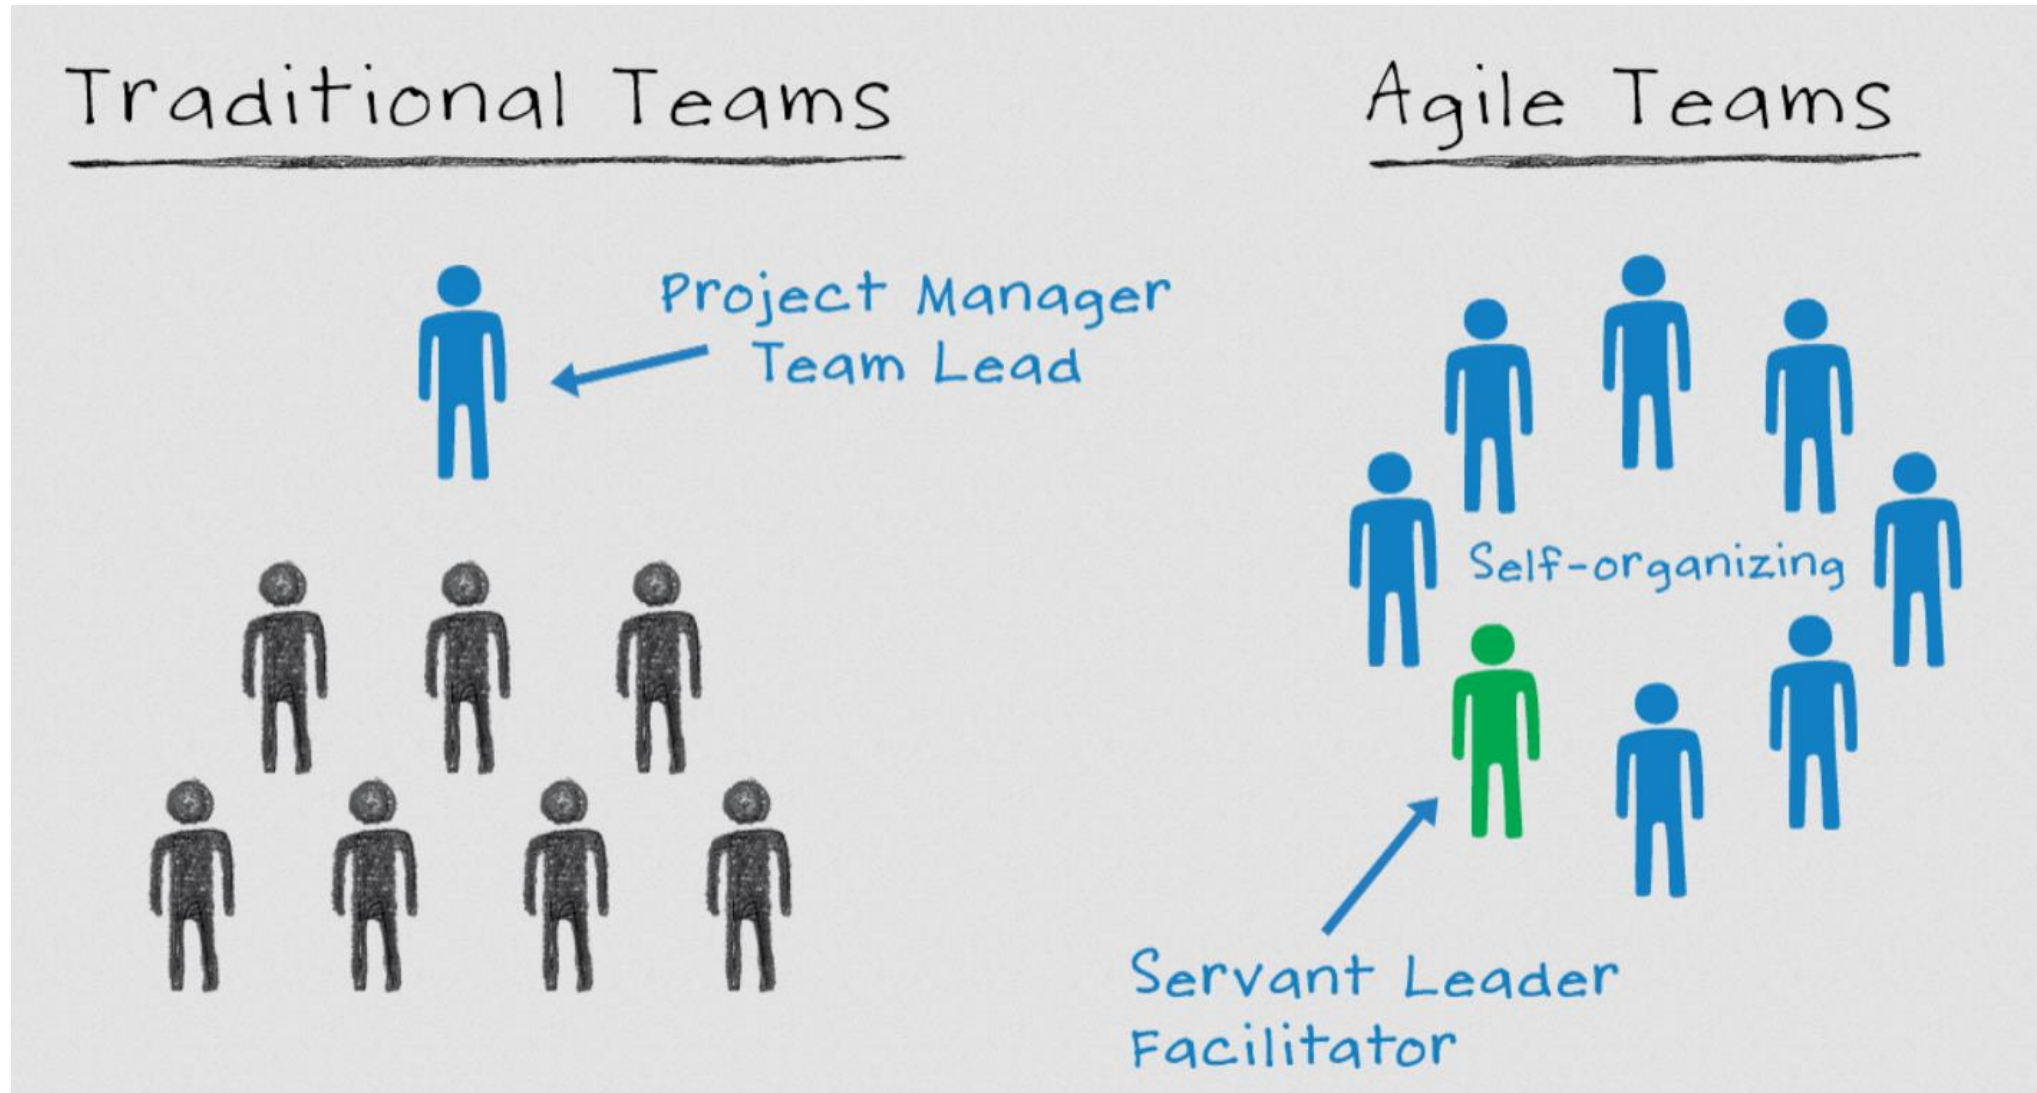 Traditional Teams
Project Manager
Team Lead
Agile Teams
Self-organizing
Servant Leader
Facilitator